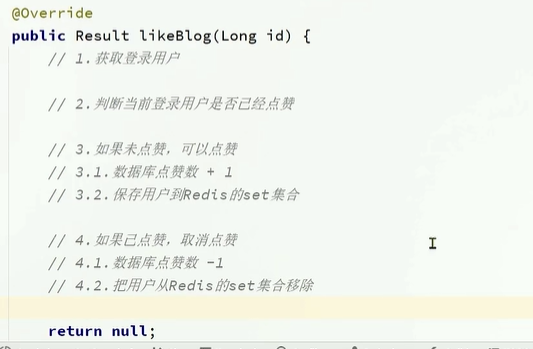 @Override
public Result likeBlog(Long id) {
// 1.获取登录用户
// 2.判断当前登录用户是否已经点赞
// 3.如果未点赞，可以点赞
// 3.1.数据库点赞数 + 1
// 3.2.保存用户到Redis的set集合
// 4.如果已点赞，取消点赞
// 4.1.数据库点赞数 -1
// 4.2.把用户从Redis的set集合移除
return null;